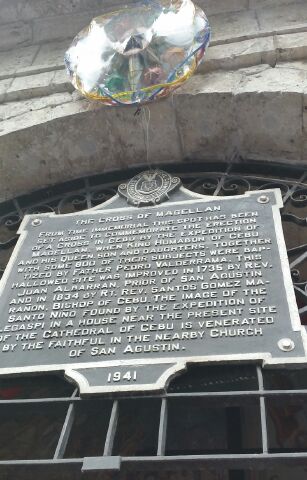 THE CROSS OF MAGELLAN
FROM TIME IMMEMORIAL THIS SPOT HAS BEEN
SET ASIDE TO COMMEMORATE THE ERECTION
OF A CROSS IN CEBU BY THE EXPEDITION OF
MAGELLAN. WHEN KING HUMABON OF CEBU
AND HIS QUEEN, SON AND DAUGHTERS, TOGETHER
WITH SOME 800 OF THEIR SUBJECTS WERE BAP-
TIZED BY FATHER PEDRO VALDERRAMA. THIS
HALLOWED SITE WAS IMPROVED IN 1735 BY REV.
JUAN ALBARRAN, PRIOR OF SAN AGUSTIN
AND IN 1834 BY RT. REV. SANTOS GOMEZ MA-
RAÑON, BISHOP OF CEBU. THE IMAGE OF THE
SANTO NIÑO FOUND BY THE EXPEDITION OF
LEGASPI IN A HOUSE NEAR THE PRESENT SITE
OF THE CATHEDRAL OF CEBU IS VENERATED
BY THE FAITHFUL IN THE NEARBY CHURCH
OF SAN AGUSTIN.
1941